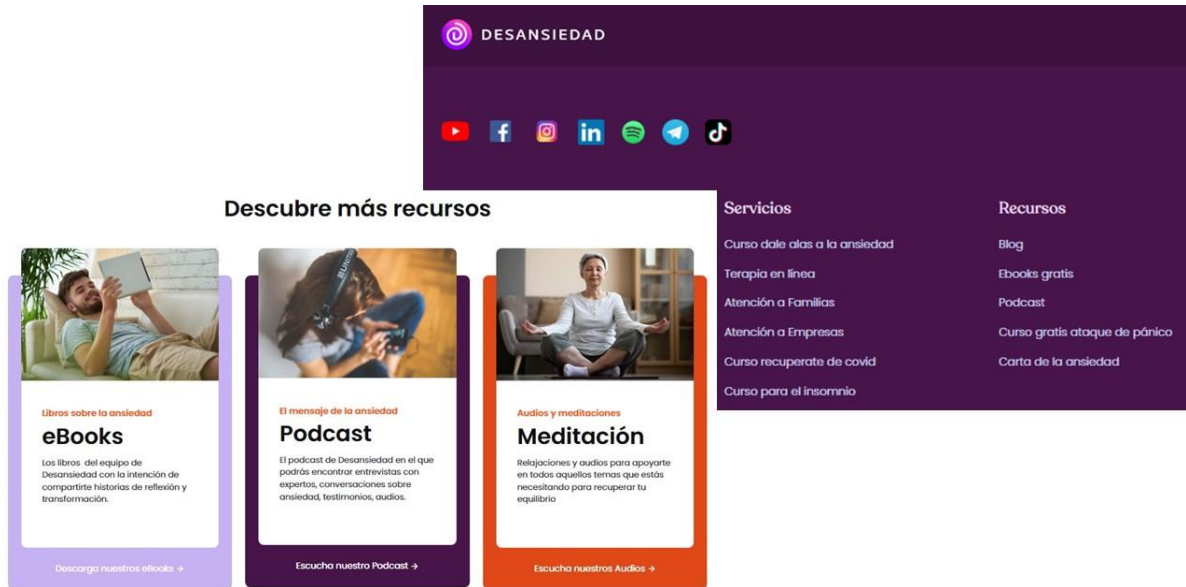 DESANSIEDAD
Descubre más recursos
Libros sobre la ansiedad
eBooks
Los libros del equipo de
Desansiedad con la intención de
compartirte historias de reflexión y
transformación.
Descarga nuestros eBooks →
El mensaje de la ansiedad
Podcast
El podcast de Desansiedad en el que
podrás encontrar entrevistas con
expertos, conversaciones sobre
ansiedad, testimonios, audios.
Escucha nuestro Podcast →
Audios y meditaciones
Meditación
Relajaciones y audios para apoyarte
en todos aquellos temas que estás
necesitando para recuperar tu
equilibrio
Escucha nuestros Audios →
Servicios
Curso dale alas a la ansiedad
Terapia en línea
Atención a Familias
Atención a Empresas
Curso recuperate de covid
Curso para el insomnio
Recursos
Blog
Ebooks gratis
Podcast
Curso gratis ataque de pánico
Carta de la ansiedad